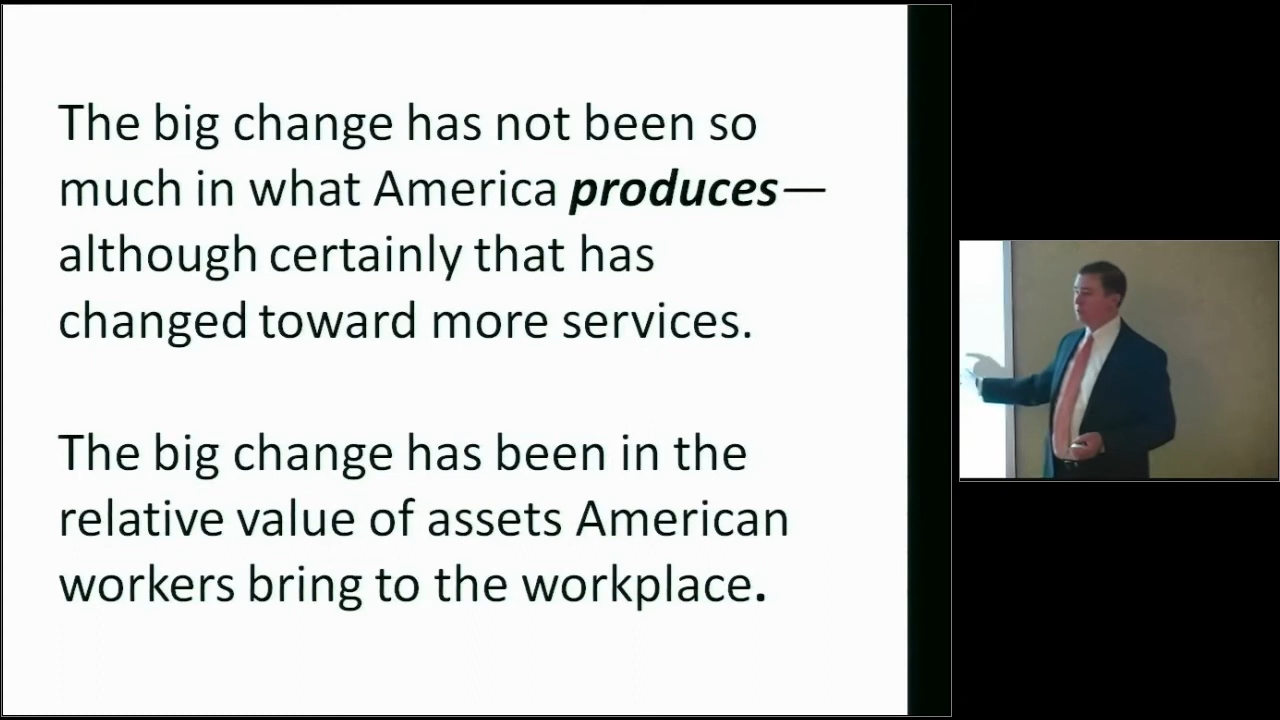 The big change has not been so
much in what America produces—
although certainly that has
changed toward more services.
The big change has been in the
relative value of assets American
workers bring to the workplace.